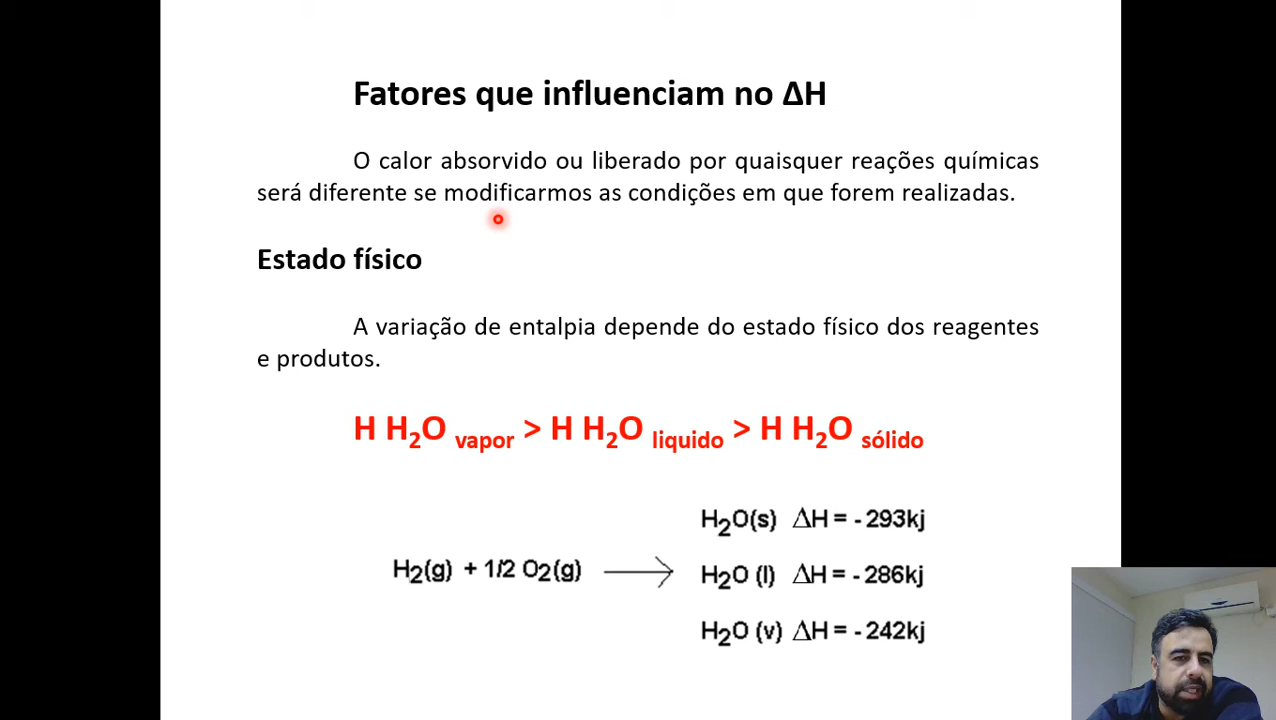 Fatores que influenciam no ΔH
O calor absorvido ou liberado por quaisquer reações químicas
será diferente se modificarmos as condições em que forem realizadas.
Estado físico
A variação de entalpia depende do estado físico dos reagentes
e produtos.
H H₂O vapor > H H₂O liquido > H H₂O sólido
H₂O(s) ΔH = - 293kj
H₂(g) + 1/2 O₂(g) ⟶ H₂O (l) ΔH = - 286kj
H₂O (v) ΔH = - 242kj